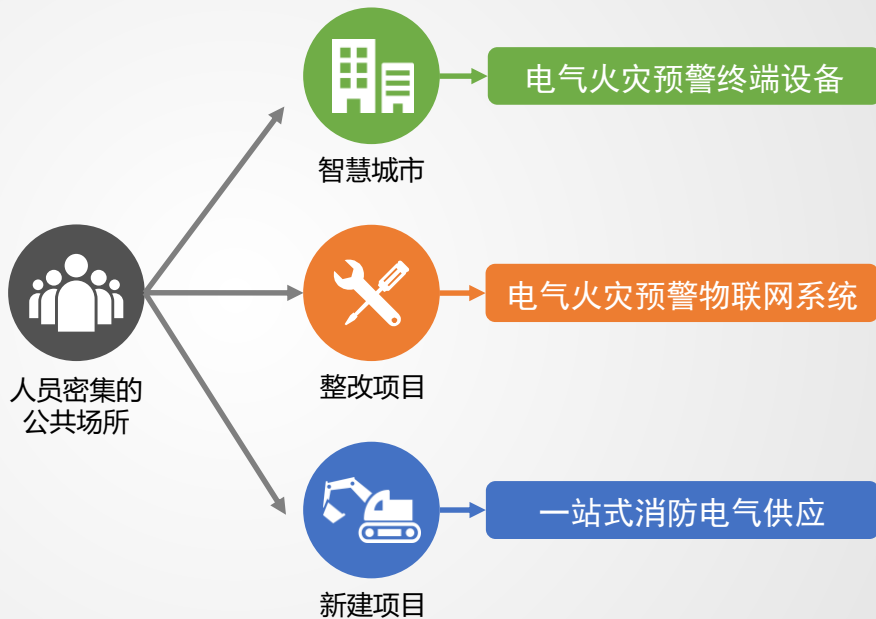 电气火灾预警终端设备
智慧城市
电气火灾预警物联网系统
人员密集的
公共场所
整改项目
一站式消防电气供应
新建项目